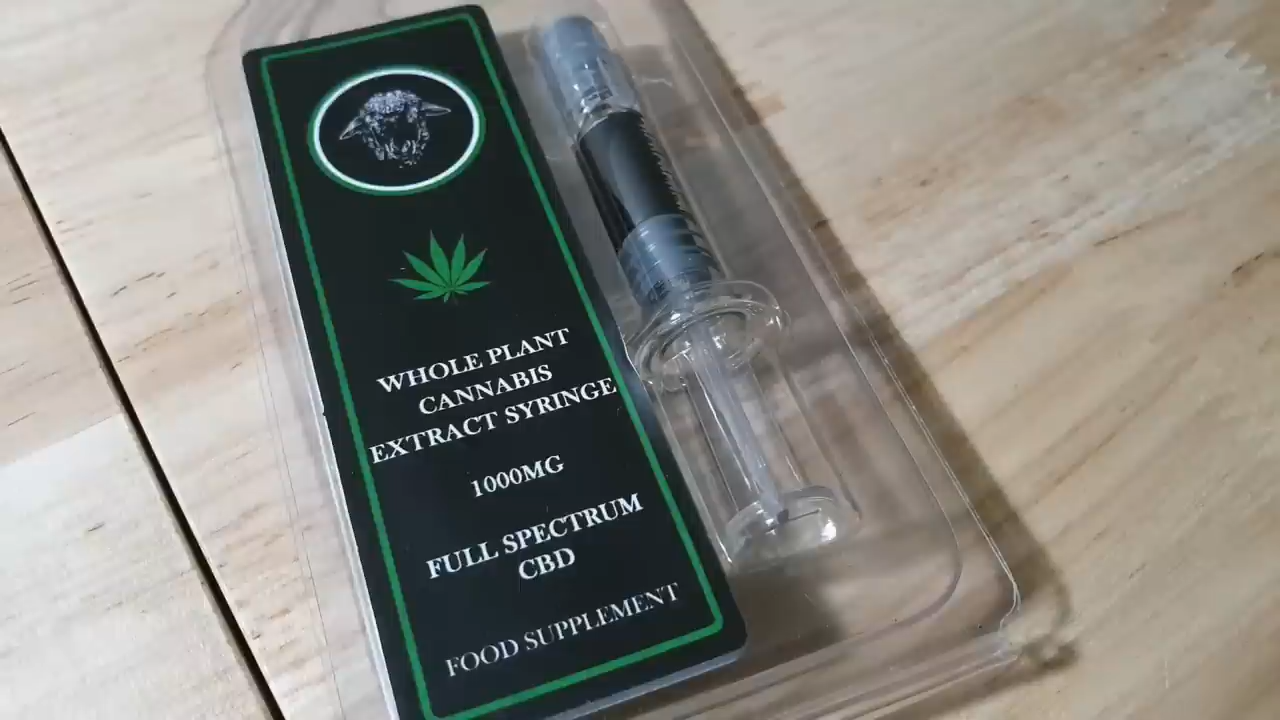 WHOLE PLANT
CANNABIS
EXTRACT SYRINGE
1000MG
FULL SPECTRUM
CBD
FOOD SUPPLEMENT